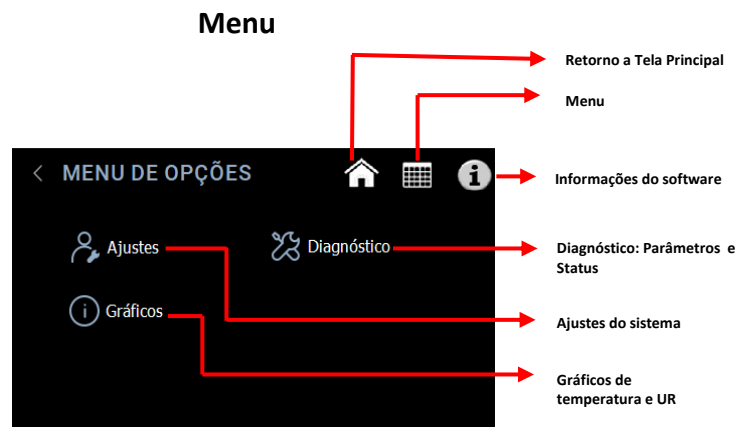 Menu
Retorno a Tela Principal
Menu
< MENU DE OPÇÕES
Informações do software
Ajustes
Diagnóstico
Diagnóstico: Parâmetros e
Status
Gráficos
Ajustes do sistema
Gráficos de
temperatura e UR